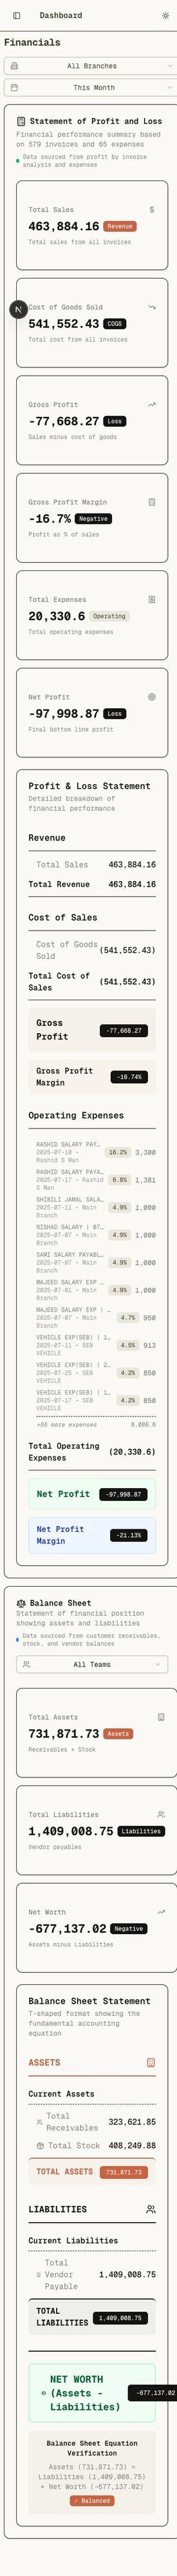 Dashboard
Financials
All Branches
This Month
Statement of Profit and Loss
Financial performance summary based
on 579 invoices and 65 expenses
Data sourced from profit by invoice
analysis and expenses
Total Sales
463,884.16 Revenue
Total sales from all invoices
N
Cost of Goods Sold
541,552.43 COGS
Total cost from all invoices
Gross Profit
-77,668.27 Loss
Sales minus cost of goods
Gross Profit Margin
-16.7% Negative
Profit as % of sales
Total Expenses
20,330.6 Operating
Total operating expenses
Net Profit
-97,998.87 Loss
Final bottom line profit
Profit & Loss Statement
Detailed breakdown of
financial performance
Revenue
Total Sales 463,884.16
Total Revenue 463,884.16
Cost of Sales
Cost of Goods
Sold (541,552.43)
Total Cost of
Sales (541,552.43)
Gross
Profit -77,668.27
Gross Profit
Margin -16.74%
Operating Expenses
RASHID SALARY PAY…
2025-07-10 •
Rashid S Man 16.2% 3,300
RASHID SALARY PAYA…
2025-07-17 • Rashid
S Man 6.8% 1,381
SHIBILI JAMAL SALA…
2025-07-11 • Main
Branch 4.9% 1,000
NISHAD SALARY | 07…
2025-07-07 • Main
Branch 4.9% 1,000
SAMI SALARY PAYABL…
2025-07-07 • Main
Branch 4.9% 1,000
MAJEED SALARY EXP …
2025-07-01 • Main
Branch 4.9% 1,000
MAJEED SALARY EXP | …
2025-07-07 • Main
Branch 4.7% 950
VEHICLE EXP(SEB) | 1…
2025-07-11 • SEB
VEHICLE 4.5% 913
VEHICLE EXP(SEB) | 2…
2025-07-25 • SEB
VEHICLE 4.2% 850
VEHICLE EXP(SEB) | 1…
2025-07-17 • SEB
VEHICLE 4.2% 850
+55 more expenses 8,086.6
Total Operating
Expenses (20,330.6)
Net Profit -97,998.87
Net Profit
Margin -21.13%
Balance Sheet
Statement of financial position
showing assets and liabilities
Data sourced from customer receivables,
stock, and vendor balances
All Teams
Total Assets
731,871.73 Assets
Receivables + Stock
Total Liabilities
1,409,008.75 Liabilities
Vendor payables
Net Worth
-677,137.02 Negative
Assets minus Liabilities
Balance Sheet Statement
T-shaped format showing the
fundamental accounting
equation
ASSETS
Current Assets
Total
Receivables 323,621.85
Total Stock 408,249.88
TOTAL ASSETS 731,871.73
LIABILITIES
Current Liabilities
Total
Vendor
Payable 1,409,008.75
TOTAL
LIABILITIES 1,409,008.75
NET WORTH
(Assets -
Liabilities) -677,137.02
Balance Sheet Equation
Verification
Assets (731,871.73) =
Liabilities (1,409,008.75)
+ Net Worth (-677,137.02)
✓ Balanced